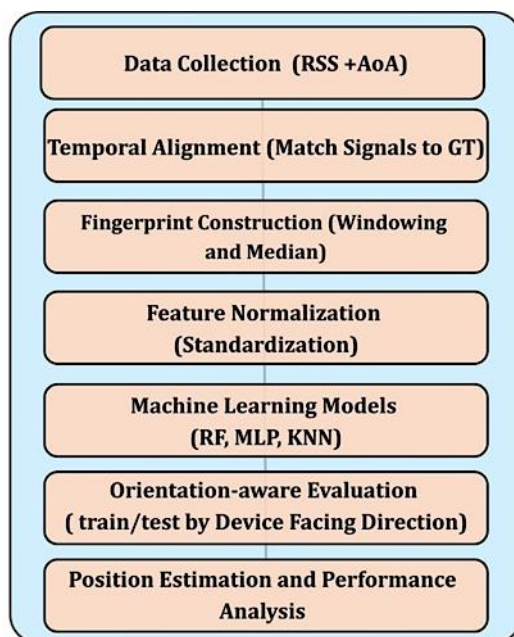 Data Collection (RSS +AoA)
Temporal Alignment (Match Signals to GT)
Fingerprint Construction (Windowing
and Median)
Feature Normalization
(Standardization)
Machine Learning Models
(RF, MLP, KNN)
Orientation-aware Evaluation
( train/test by Device Facing Direction)
Position Estimation and Performance
Analysis